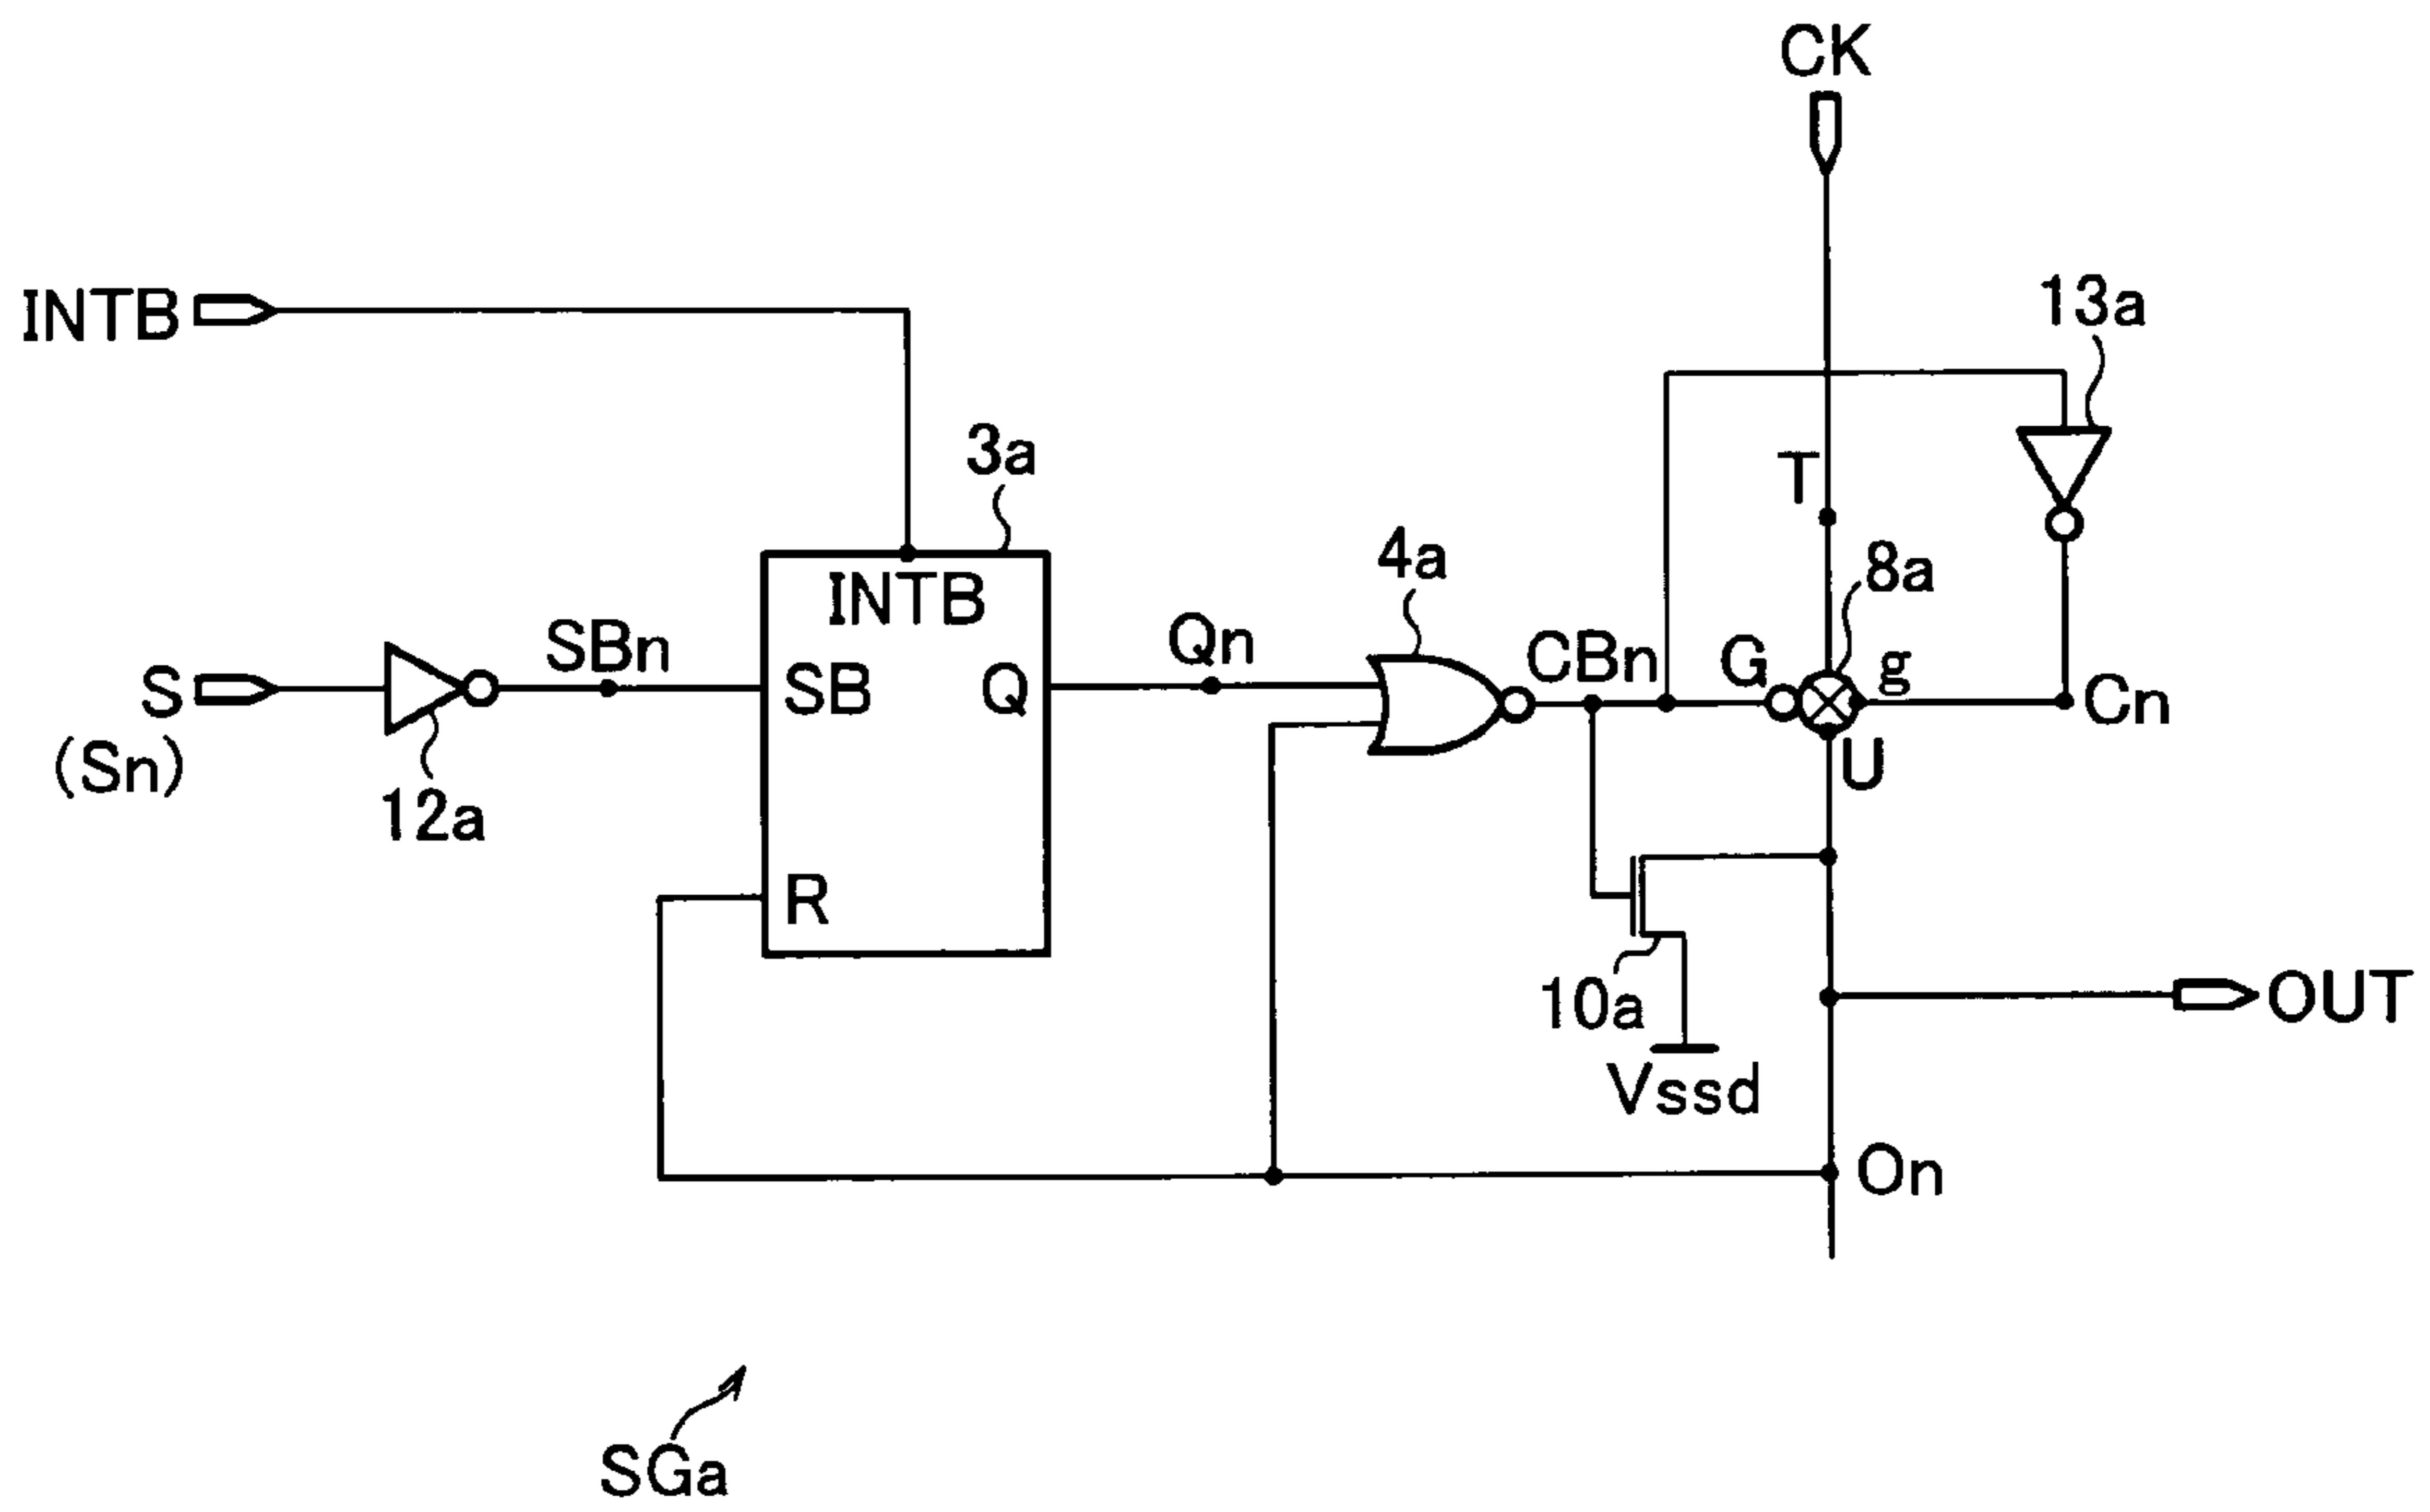 CK
INTB
13a
3a
T
4a
8a
INTB
SBn
Qn
CBn
G
g
S
SB
Q
Cn
(Sn)
U
12a
R
10a
OUT
Vssd
On
SGa